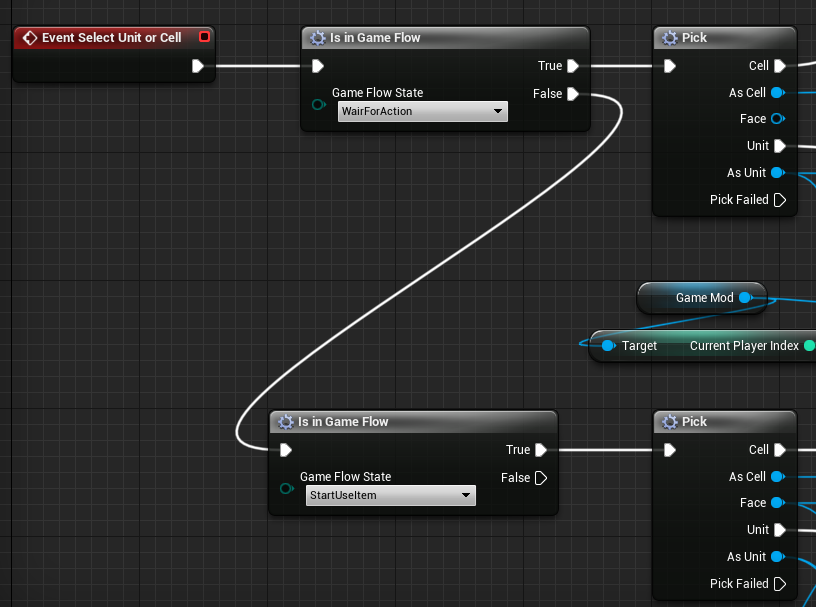 Event Select Unit or Cell
Is in Game Flow
True
False
Game Flow State
WairForAction
Pick
Cell
As Cell
Face
Unit
As Unit
Pick Failed
Game Mod
Target
Current Player Index
Is in Game Flow
True
False
Game Flow State
StartUseItem
Pick
Cell
As Cell
Face
Unit
As Unit
Pick Failed